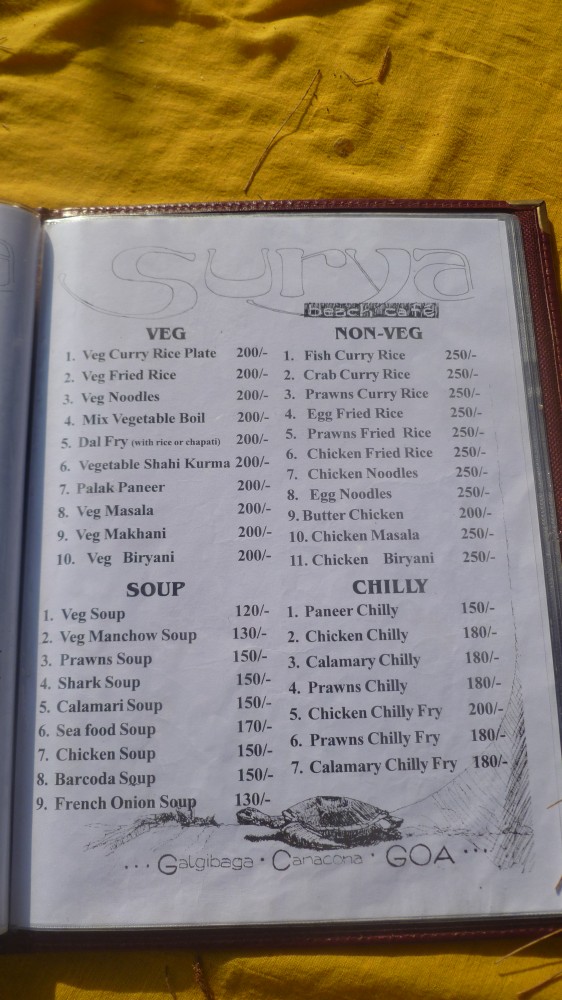 Surya
beach café
VEG
1. Veg Curry Rice Plate 200/-
2. Veg Fried Rice 200/-
3. Veg Noodles 200/-
4. Mix Vegetable Boil 200/-
5. Dal Fry (with rice or chapati) 200/-
6. Vegetable Shahi Kurma 200/-
7. Palak Paneer 200/-
8. Veg Masala 200/-
9. Veg Makhani 200/-
10. Veg Biryani 200/-
NON-VEG
1. Fish Curry Rice 250/-
2. Crab Curry Rice 250/-
3. Prawns Curry Rice 250/-
4. Egg Fried Rice 250/-
5. Prawns Fried Rice 250/-
6. Chicken Fried Rice 250/-
7. Chicken Noodles 250/-
8. Egg Noodles 250/-
9. Butter Chicken 200/-
10. Chicken Masala 250/-
11. Chicken Biryani 250/-
SOUP
1. Veg Soup 120/-
2. Veg Manchow Soup 130/-
3. Prawns Soup 150/-
4. Shark Soup 150/-
5. Calamari Soup 150/-
6. Sea food Soup 170/-
7. Chicken Soup 150/-
8. Barcoda Soup 150/-
9. French Onion Soup 130/-
CHILLY
1. Paneer Chilly 150/-
2. Chicken Chilly 180/-
3. Calamary Chilly 180/-
4. Prawns Chilly 180/-
5. Chicken Chilly Fry 200/-
6. Prawns Chilly Fry 180/-
7. Calamary Chilly Fry 180/-
... Galgibaga • Canacona • GOA ...